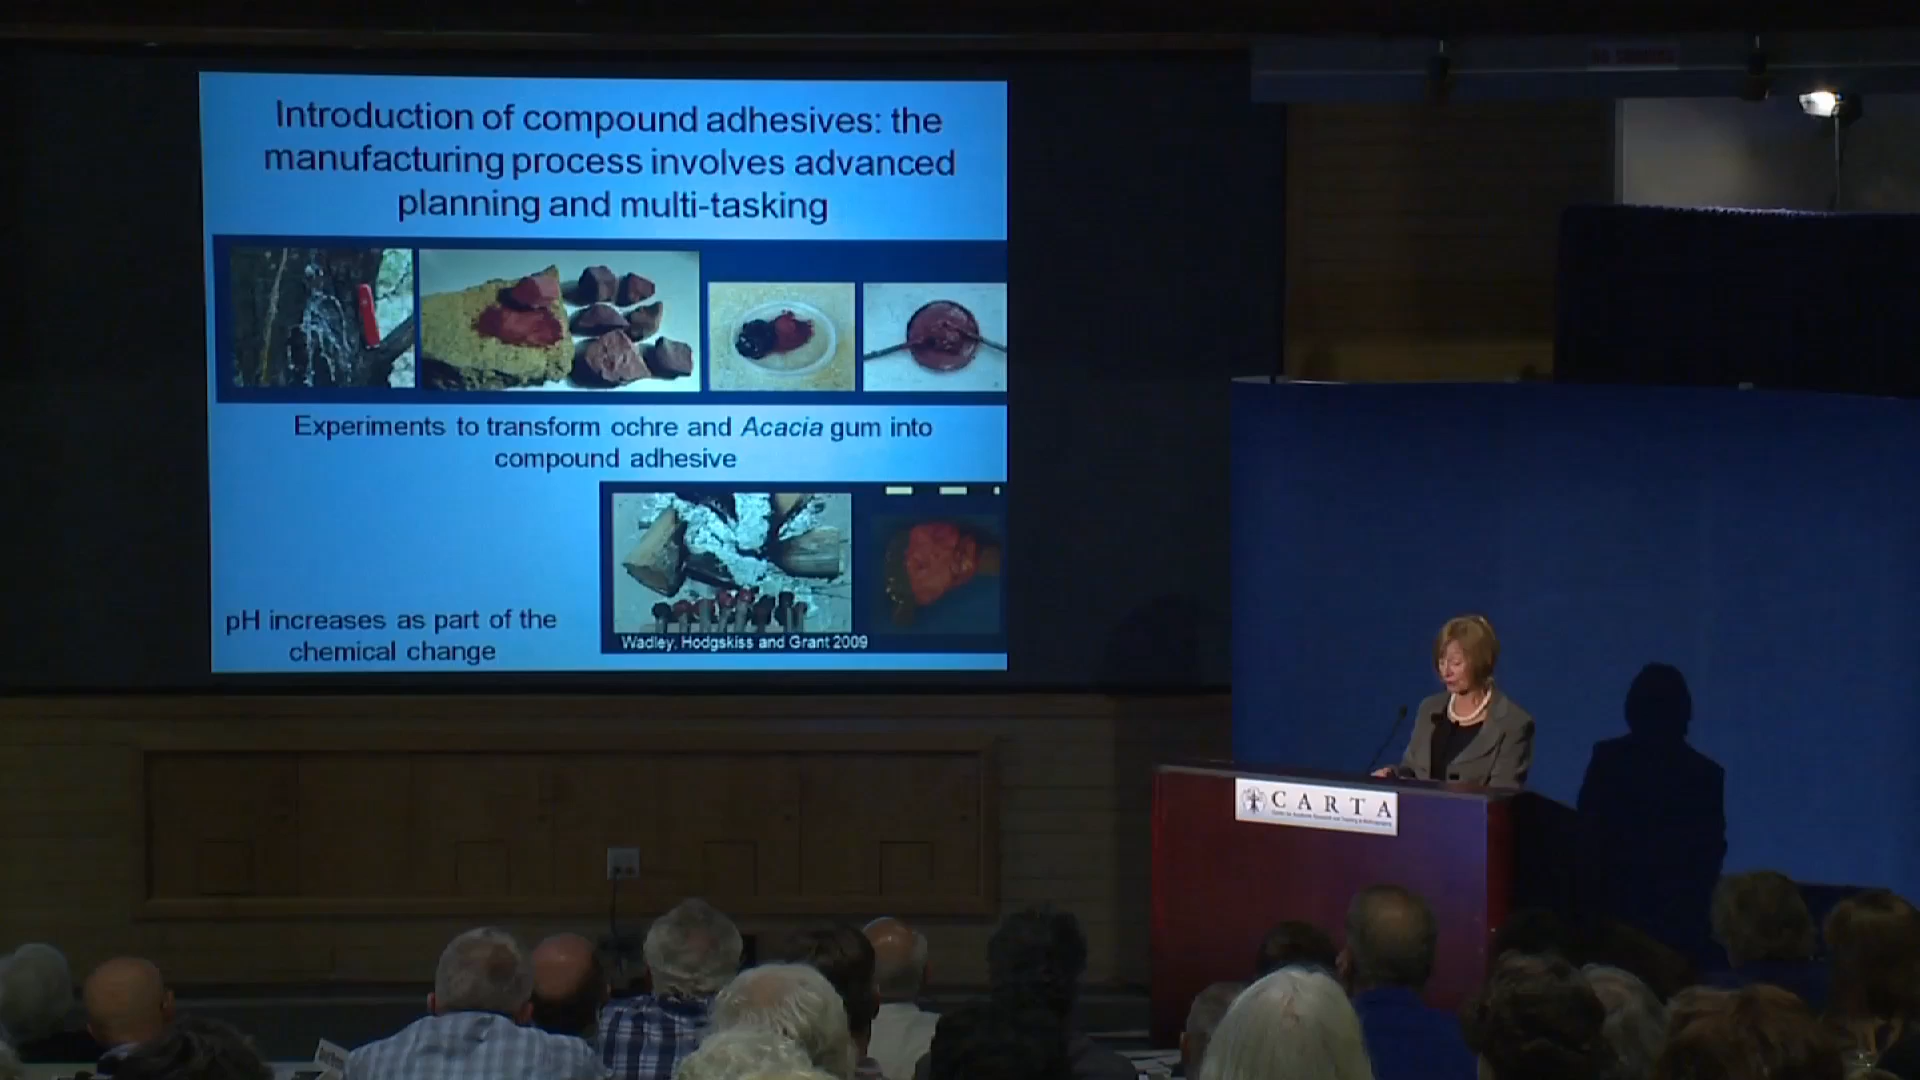 Introduction of compound adhesives: the
manufacturing process involves advanced
planning and multi-tasking
Experiments to transform ochre and Acacia gum into
compound adhesive
pH increases as part of the
chemical change
Wadley, Hodgskiss and Grant 2009
CARTA